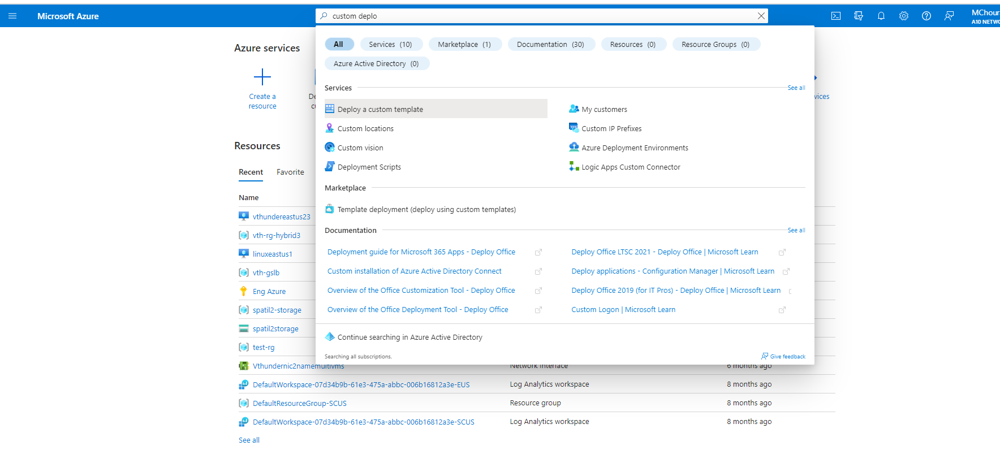 Microsoft Azure
custom deplo
MChour
A10 NETWO
All
Services (10)
Marketplace (1)
Documentation (30)
Resources (0)
Resource Groups (0)
Azure Active Directory (0)
Azure services
Create a
resource
De
cu
vices
Services
See all
Deploy a custom template
My customers
Custom locations
Custom IP Prefixes
Custom vision
Azure Deployment Environments
Deployment Scripts
Logic Apps Custom Connector
Marketplace
Template deployment (deploy using custom templates)
Documentation
See all
Deployment guide for Microsoft 365 Apps - Deploy Office
Deploy Office LTSC 2021 - Deploy Office | Microsoft Learn
Custom installation of Azure Active Directory Connect
Deploy applications - Configuration Manager | Microsoft Learn
Overview of the Office Customization Tool - Deploy Office
Deploy Office 2019 (for IT Pros) - Deploy Office | Microsoft Learn
Overview of the Office Deployment Tool - Deploy Office
Custom Logon | Microsoft Learn
Continue searching in Azure Active Directory
Searching all subscriptions.
Give feedback
Resources
Recent
Favorite
Name
vthundereastus23
vth-rg-hybrid3
linuxeastus1
vth-gslb
Eng Azure
spatil2-storage
spatil2storage
test-rg
Vthundernic2namemultivms
Network Interface
6 months ago
DefaultWorkspace-07d34b9b-61e3-475a-abbc-006b16812a3e-EUS
Log Analytics workspace
8 months ago
DefaultResourceGroup-SCUS
Resource group
8 months ago
DefaultWorkspace-07d34b9b-61e3-475a-abbc-006b16812a3e-SCUS
Log Analytics workspace
8 months ago
See all